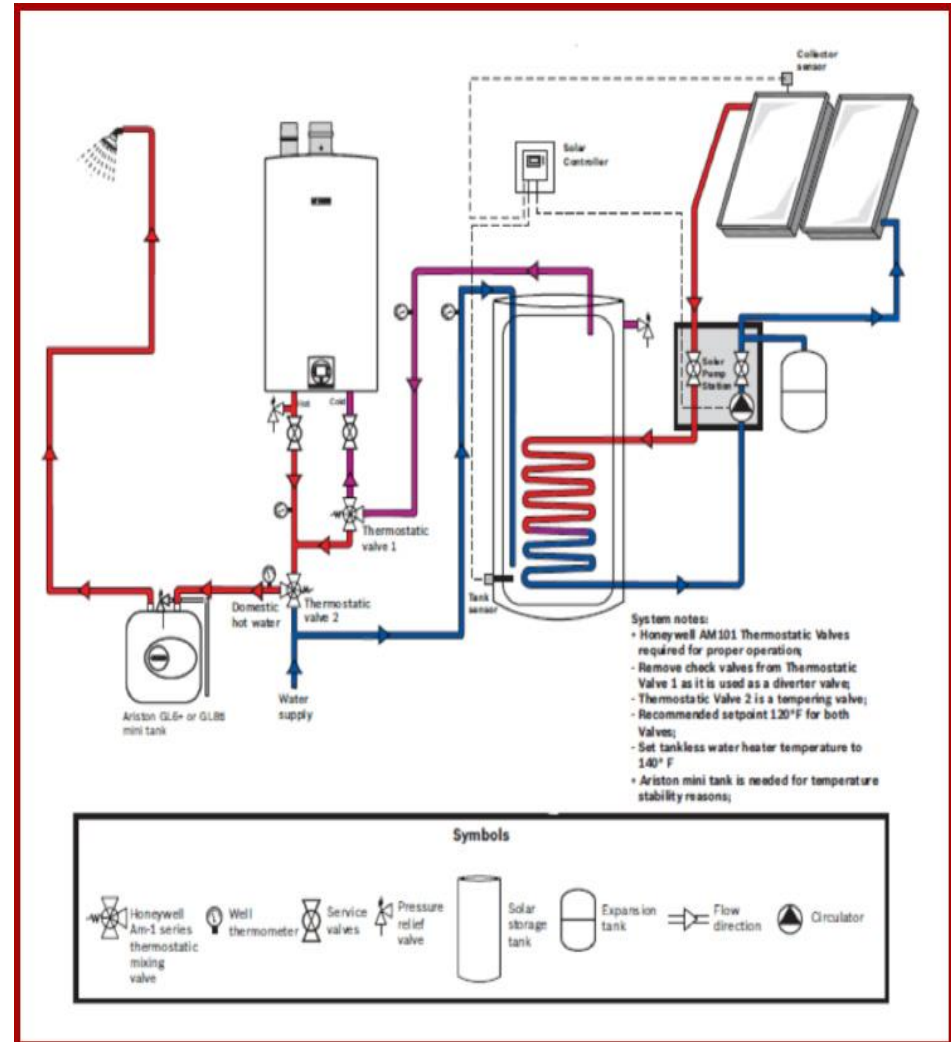 Collector
sensor
Solar
Controller
Solar
Pump
Station
Hot
Cold
Thermostatic
valve 1
Domestic
hot water
Thermostatic
valve 2
Tank
sensor
Water
supply
Ariston GL6+ or
mini tank
System notes:
• Honeywell AM101 Thermostatic Valves
required for proper operation;
- Remove check valves from Thermostatic
Valve 1 as it is used as a diverter valve;
- Thermostatic Valve 2 is a tempering valve;
- Recommended setpoint 120°F for both
Valves;
- Set tankless water heater temperature to
140° F
• Ariston mini tank is needed for temperature
stability reasons;
Symbols
Honeywell
Am-1 series
thermostatic
mixing
valve
Well
thermometer
Service
valves
Pressure
relief
valve
Solar
storage
tank
Expansion
tank
Flow
direction
Circulator